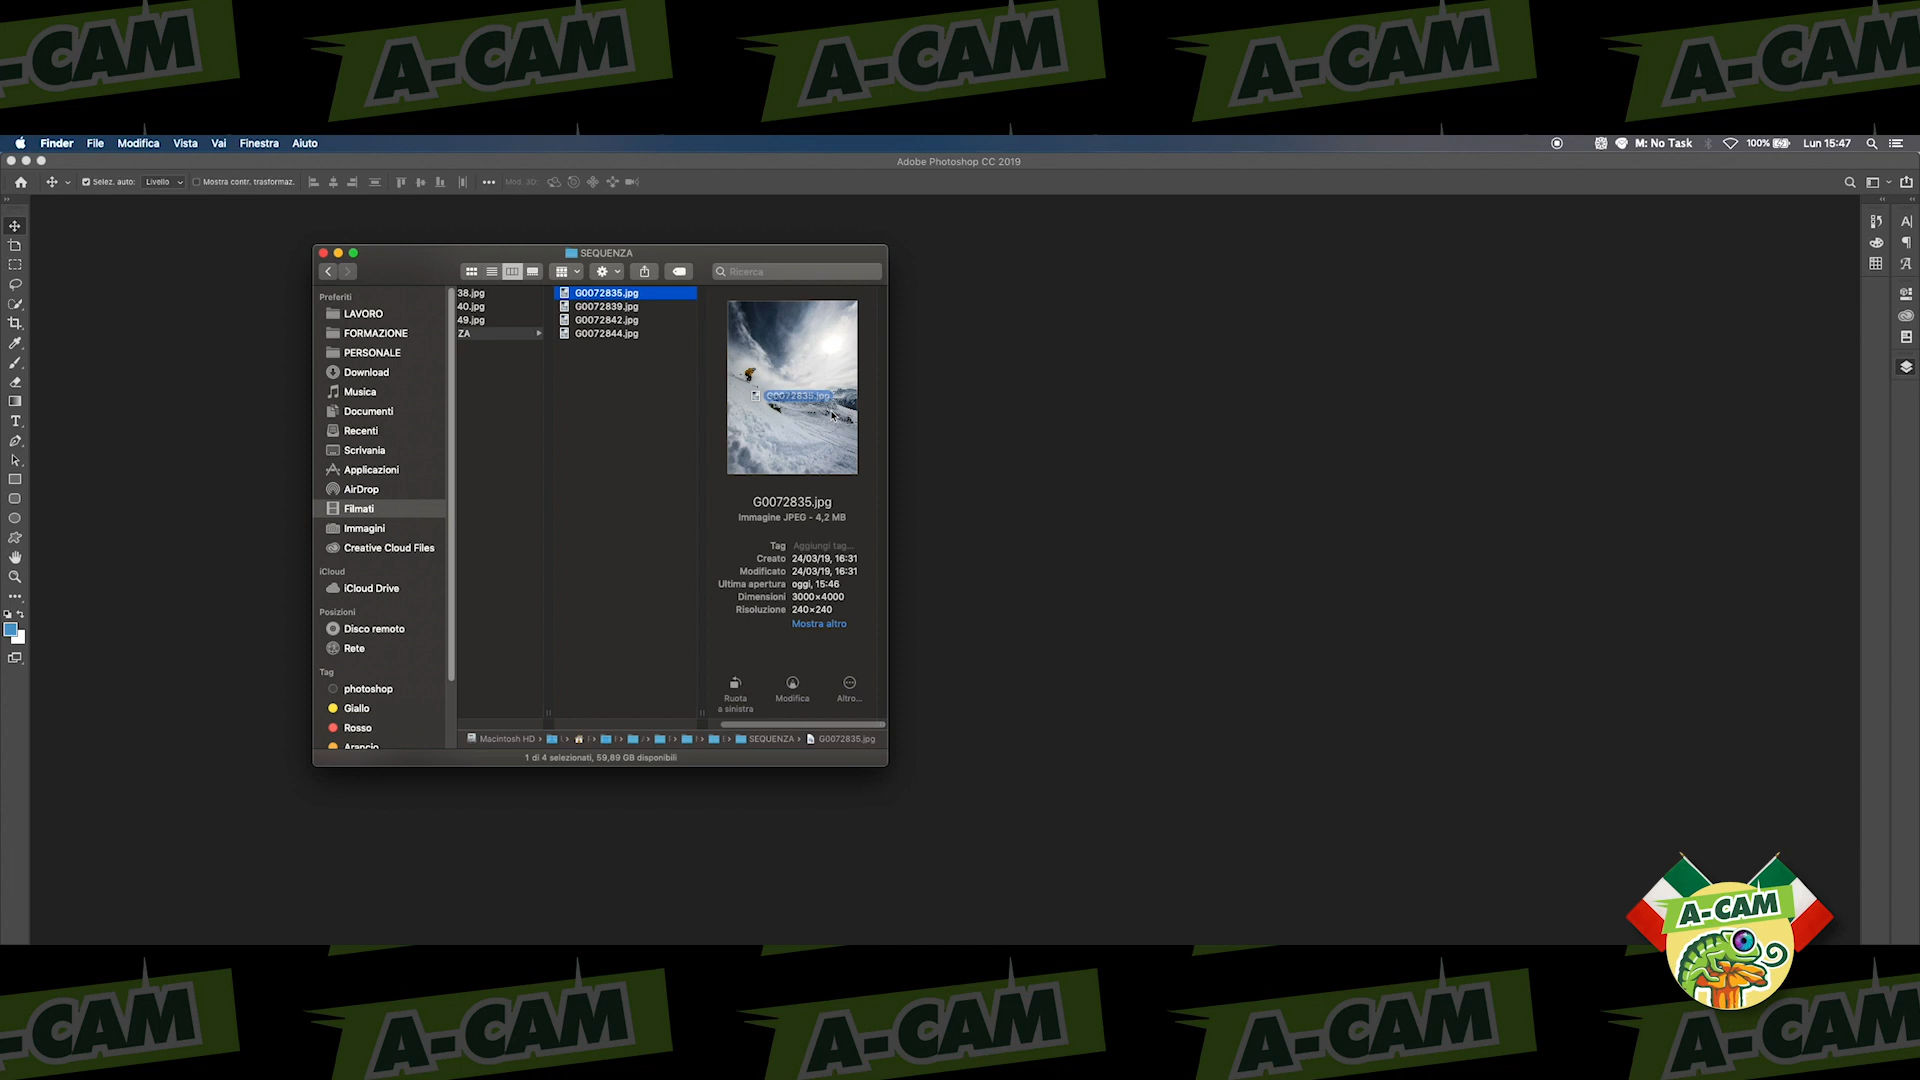 A-CAM A-CAM A-CAM A-CAM A-CAM
Finder File Modifica Vista Vai Finestra Aiuto
M: No Task 100% Lun 15:47
Adobe Photoshop CC 2019
Selez. auto: Livello Mostra contr. trasformaz. Mod. 3D:
SEQUENZA
Ricerca
Preferiti
LAVORO
FORMAZIONE
PERSONALE
Download
Musica
Documenti
Recenti
Scrivania
Applicazioni
AirDrop
Filmati
Immagini
Creative Cloud Files
iCloud
iCloud Drive
Posizioni
Disco remoto
Rete
Tag
photoshop
Giallo
Rosso
Arancio
38.jpg
40.jpg
49.jpg
ZA
G0072835.jpg
G0072839.jpg
G0072842.jpg
G0072844.jpg
G0072835.jpg
G0072835.jpg
Immagine JPEG - 4,2 MB
Tag Aggiungi tag...
Creato 24/03/19, 16:31
Modificato 24/03/19, 16:31
Ultima apertura oggi, 15:46
Dimensioni 3000×4000
Risoluzione 240×240
Mostra altro
Ruota a sinistra
Modifica
Altro...
Macintosh HD › SEQUENZA › G0072835.jpg
1 di 4 selezionati, 59,89 GB disponibili
A-CAM
A-CAM A-CAM A-CAM A-CAM A-CAM